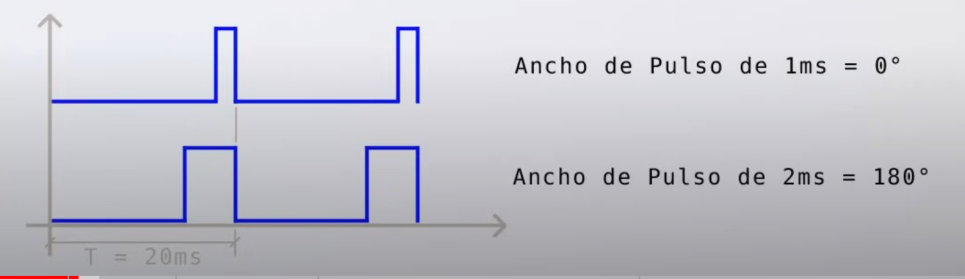 Ancho de Pulso de 1ms = 0°
Ancho de Pulso de 2ms = 180°
T = 20ms